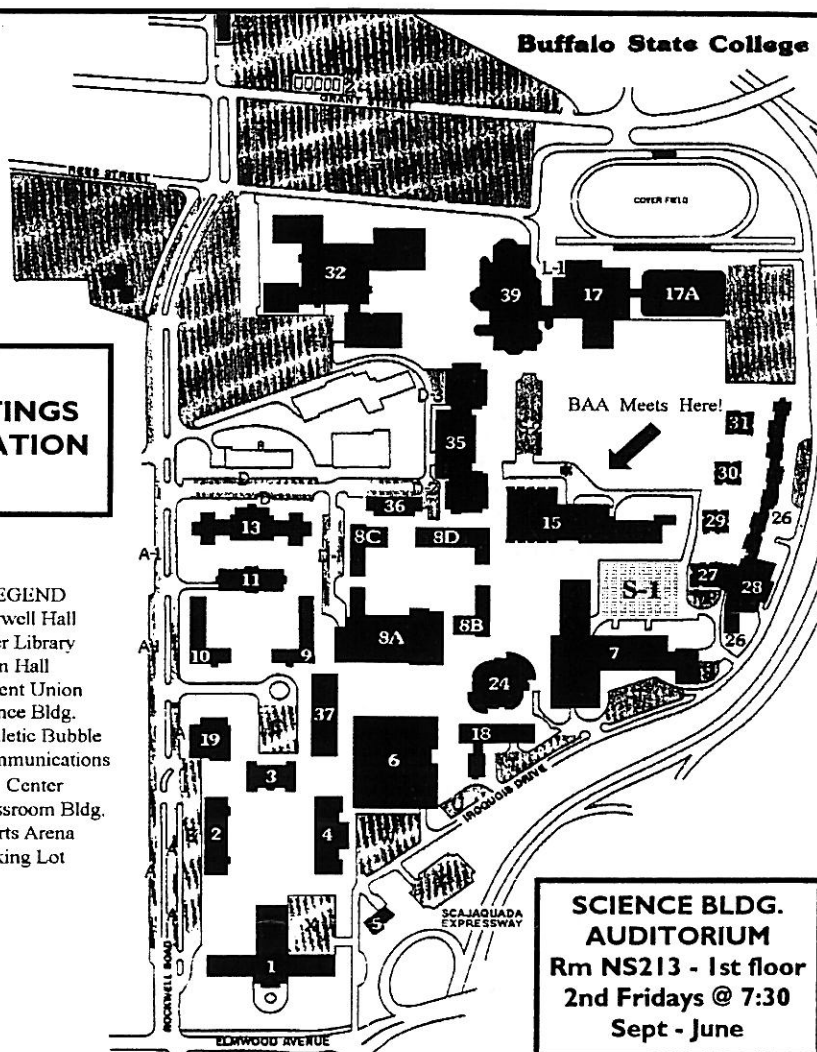 Buffalo State College
GRANT STREET
REES STREET
COYER FIELD
32
39
L-1
17
17A
TINGS
ATION
BAA Meets Here!
31
30
29
35
D
36
15
26
13
8C
8D
S-1
27
28
11
8A
8B
7
26
10
9
24
37
18
19
6
3
2
4
IROQUOIS DRIVE
EGEND
rwell Hall
er Library
n Hall
ent Union
nce Bldg.
letic Bubble
mmunications
Center
ssroom Bldg.
rts Arena
king Lot
5
SCAJAQUADA
EXPRESSWAY
1
ROCKWELL ROAD
ELMWOOD AVENUE
SCIENCE BLDG.
AUDITORIUM
Rm NS213 - 1st floor
2nd Fridays @ 7:30
Sept - June